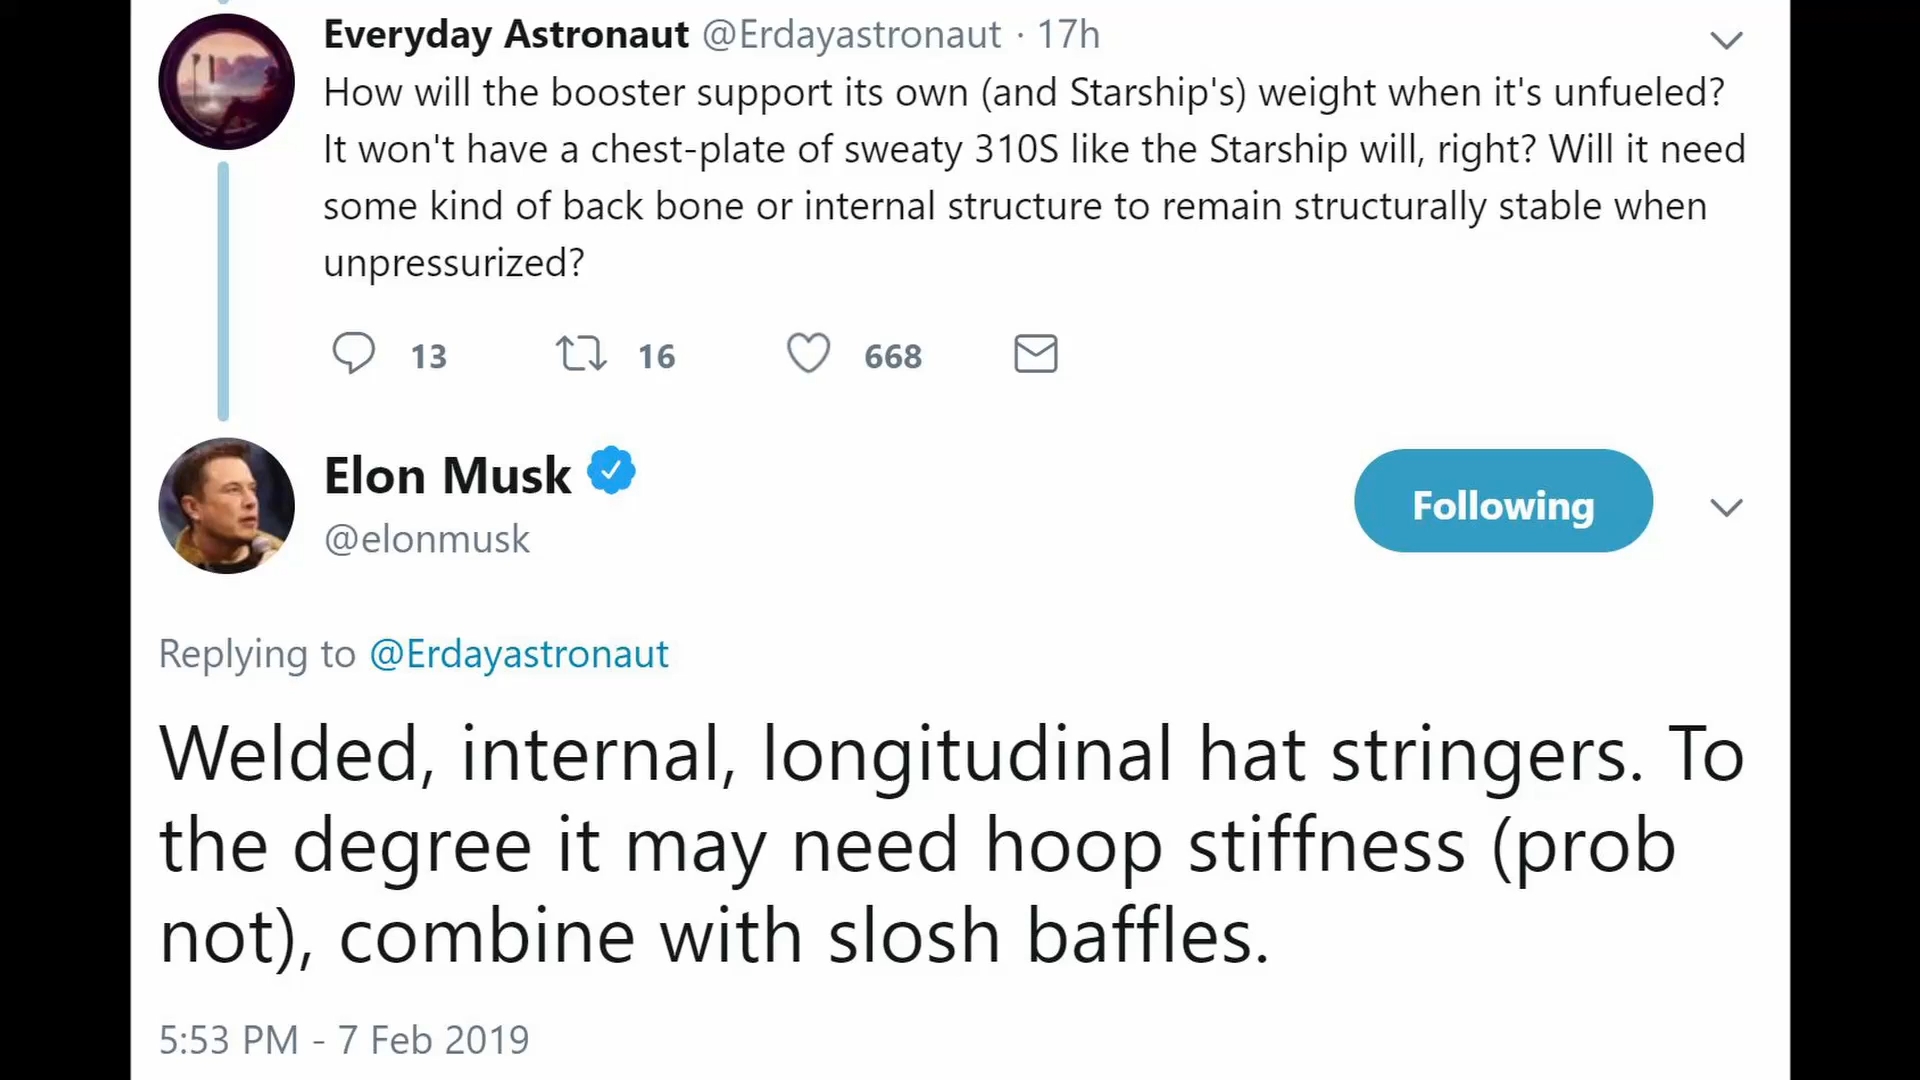 Everyday Astronaut @Erdayastronaut · 17h
How will the booster support its own (and Starship's) weight when it's unfueled?
It won't have a chest-plate of sweaty 310S like the Starship will, right? Will it need
some kind of back bone or internal structure to remain structurally stable when
unpressurized?
13 16 668
Elon Musk
@elonmusk
Following
Replying to @Erdayastronaut
Welded, internal, longitudinal hat stringers. To
the degree it may need hoop stiffness (prob
not), combine with slosh baffles.
5:53 PM - 7 Feb 2019